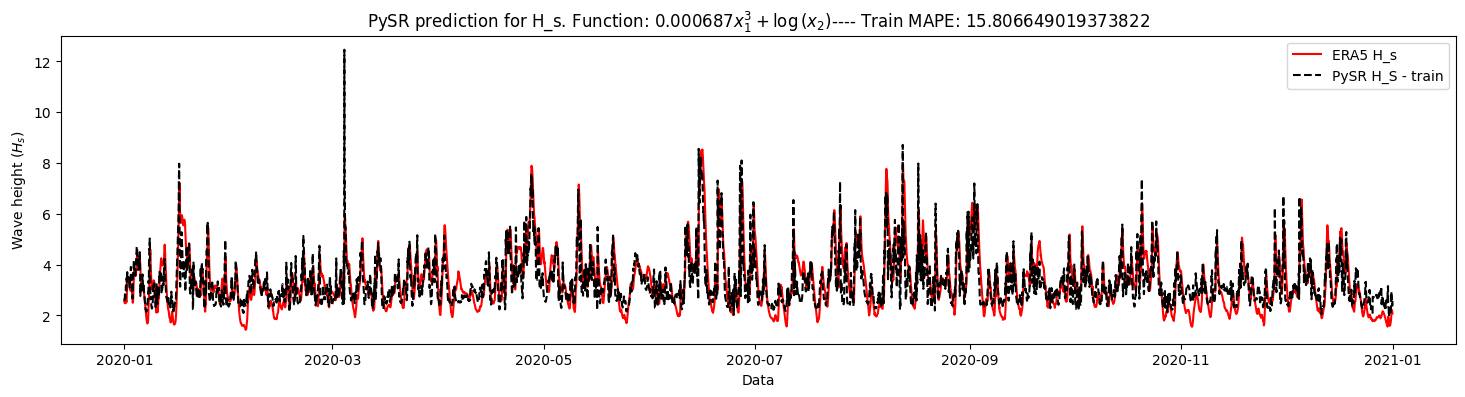 PySR prediction for H_s. Function: 0.000687x₁³ + log (x₂)---- Train MAPE: 15.806649019373822
ERA5 H_s
PySR H_S - train
Wave height (Hₛ)
12
10
8
6
4
2
2020-01 2020-03 2020-05 2020-07 2020-09 2020-11 2021-01
Data